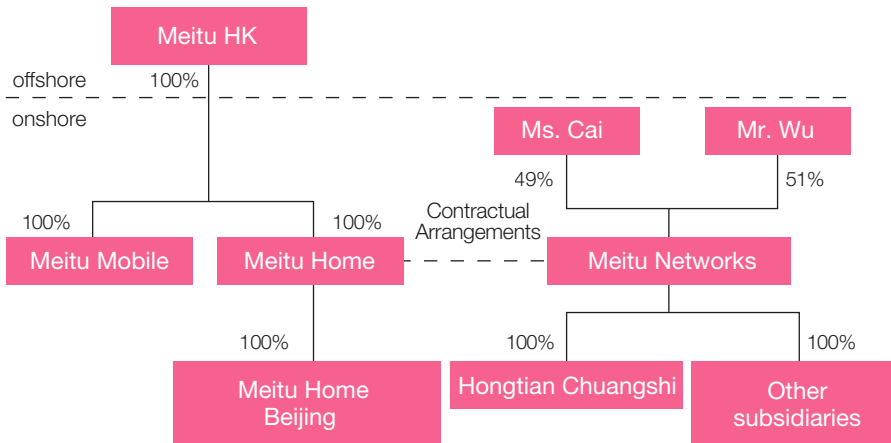 Meitu HK
offshore
100%
onshore
Ms. Cai
Mr. Wu
49%
51%
100%
100%
Contractual
Arrangements
Meitu Mobile
Meitu Home
Meitu Networks
100%
100%
100%
Meitu Home
Beijing
Hongtian Chuangshi
Other
subsidiaries